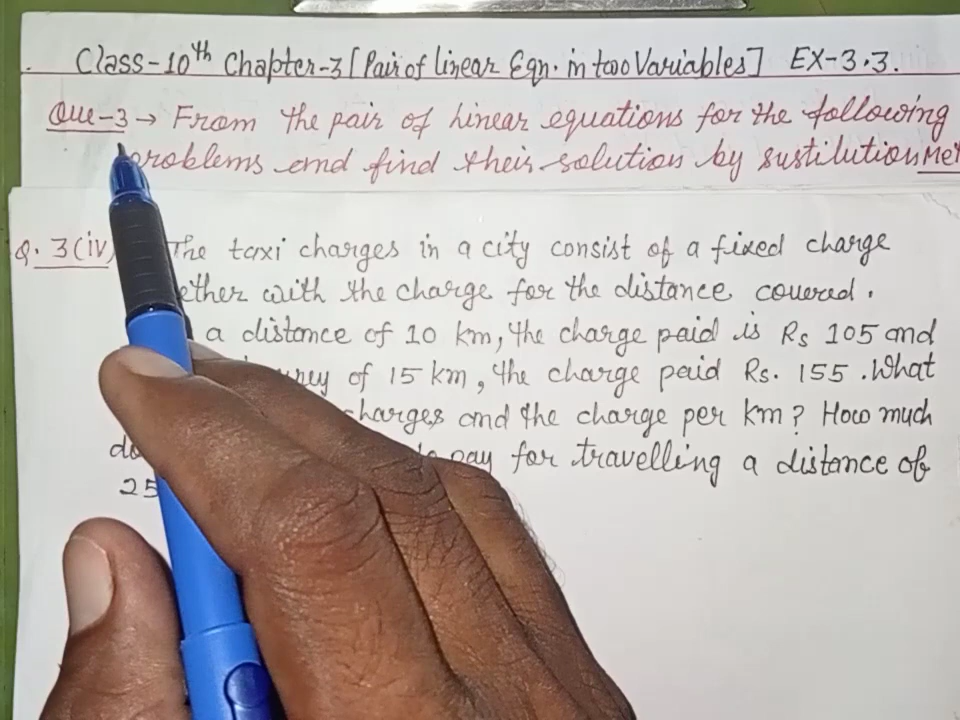 Class-10th Chapter-3 [Pair of linear Eqn. in two Variables] EX-3.3.
Que-3 → From the pair of linear equations for the following
problems and find their solution by sustilution Met
Q. 3(iv) The taxi charges in a city consist of a fixed charge
ether with the charge for the distance covered.
a distance of 10 km, the charge paid is Rs 105 and
of 15 km, the charge paid Rs. 155. What
charges and the charge per km? How much
pay for travelling a distance of
25